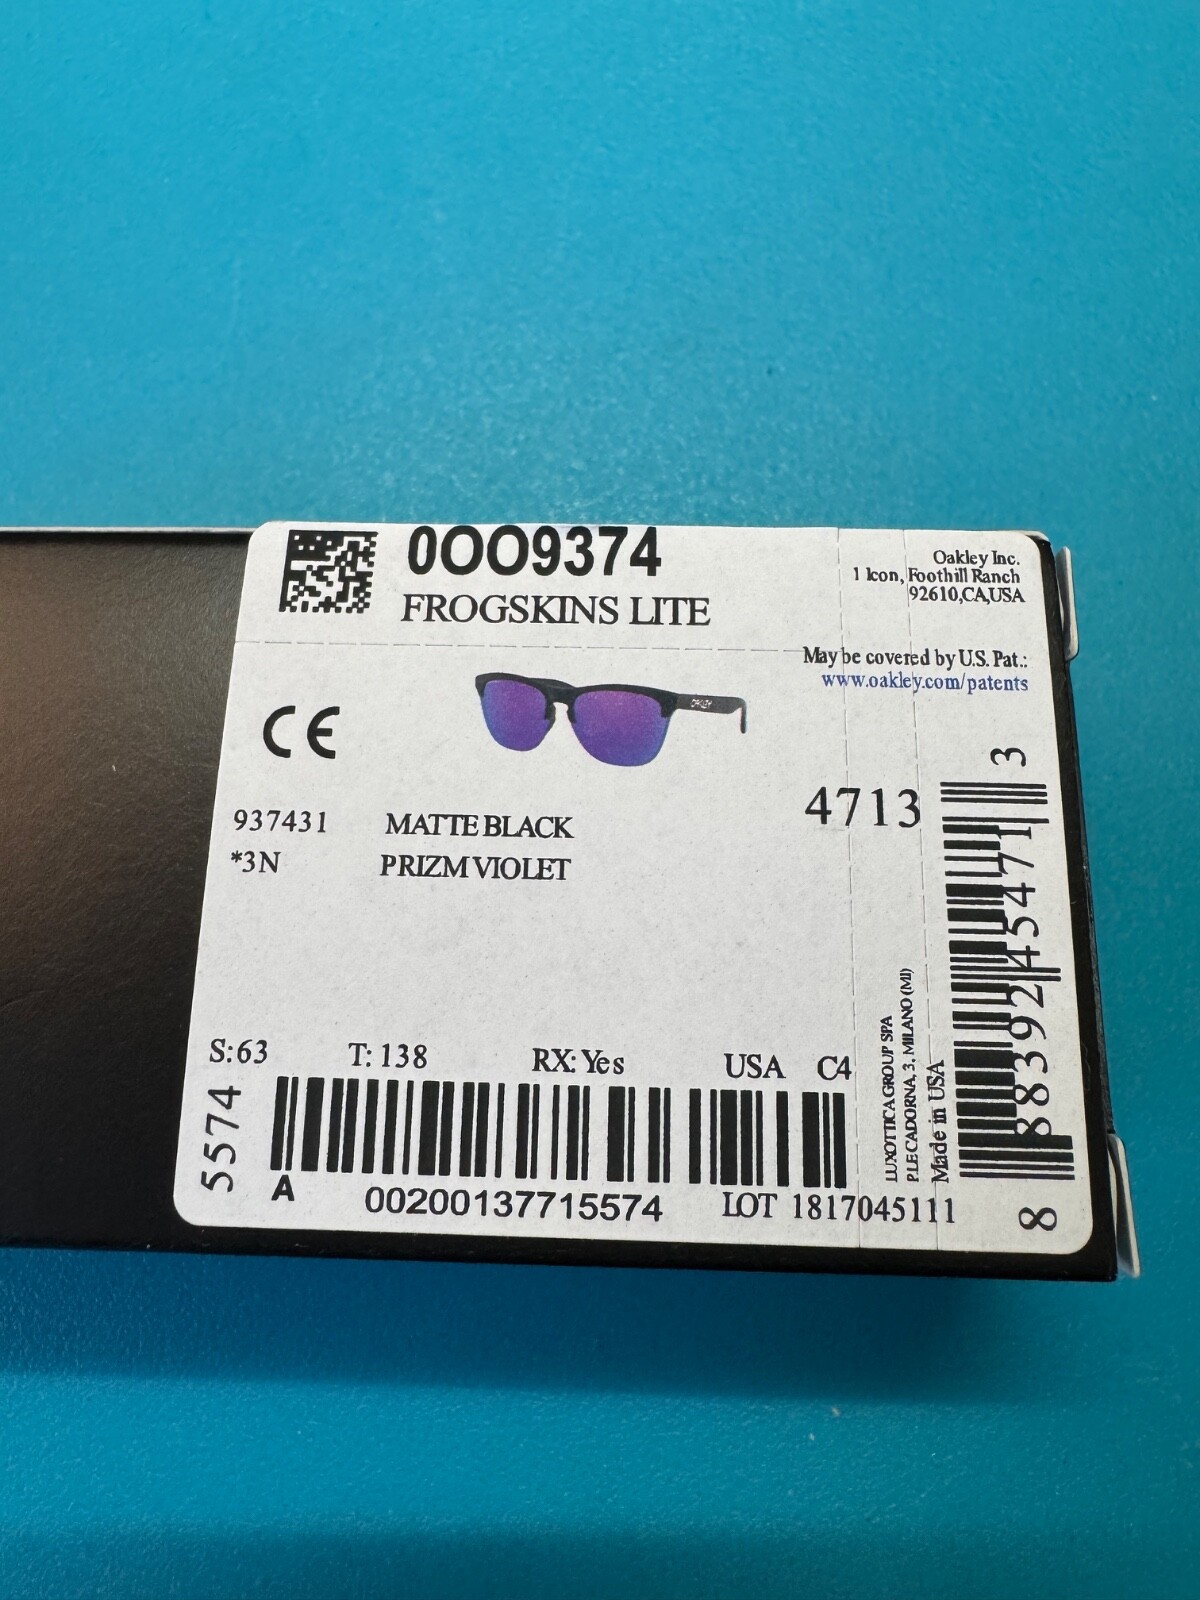 0OO9374
FROGSKINS LITE
Oakley Inc.
1 Icon, Foothill Ranch
92610,CA,USA
May be covered by U.S. Pat.:
www.oakley.com/patents
CE
OAKLEY
937431 MATTE BLACK
*3N PRIZM VIOLET
4713
S:63 T: 138 RX: Yes USA C4
5574
A
00200137715574 LOT 1817045111
LUXOTTICA GROUP SPA
P.LE CADORNA, 3, MILANO (MI)
Made in USA
8 88392 45471 3